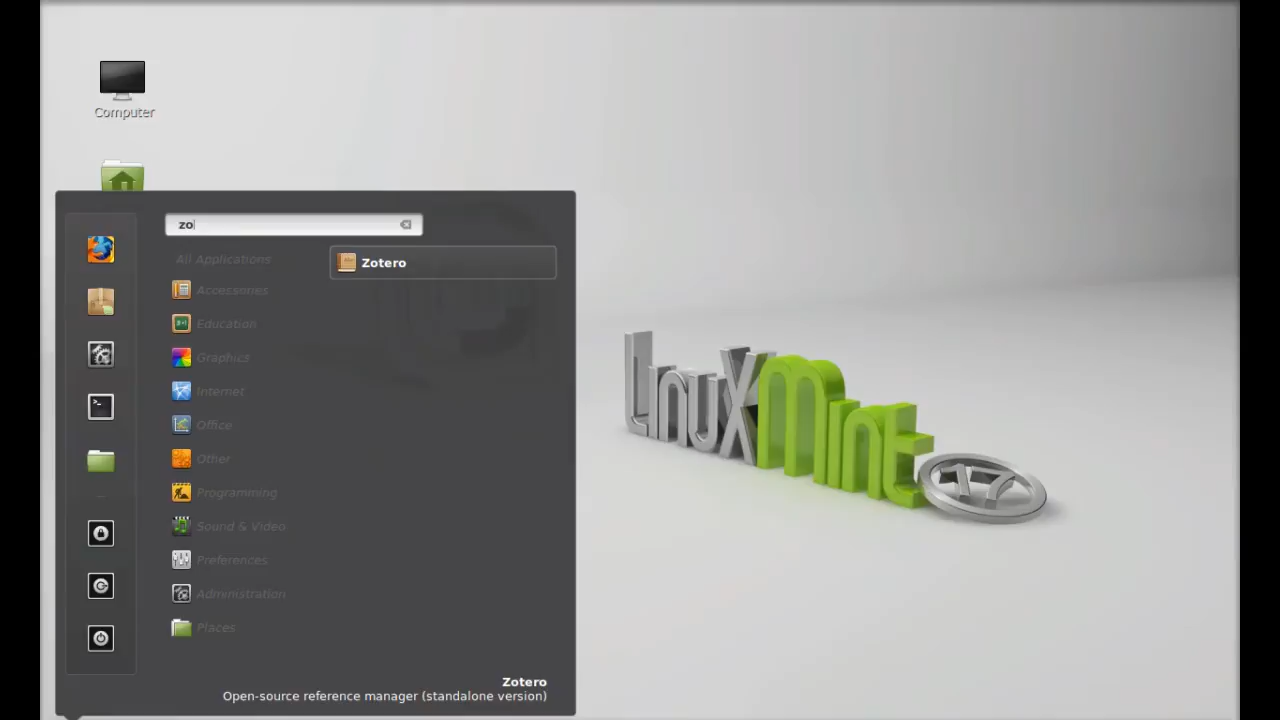 Computer
zo
All Applications
Zotero
Accessories
Education
Graphics
Internet
Office
Other
Programming
Sound & Video
Preferences
Administration
Places
Zotero
Open-source reference manager (standalone version)
LinuxMint
17